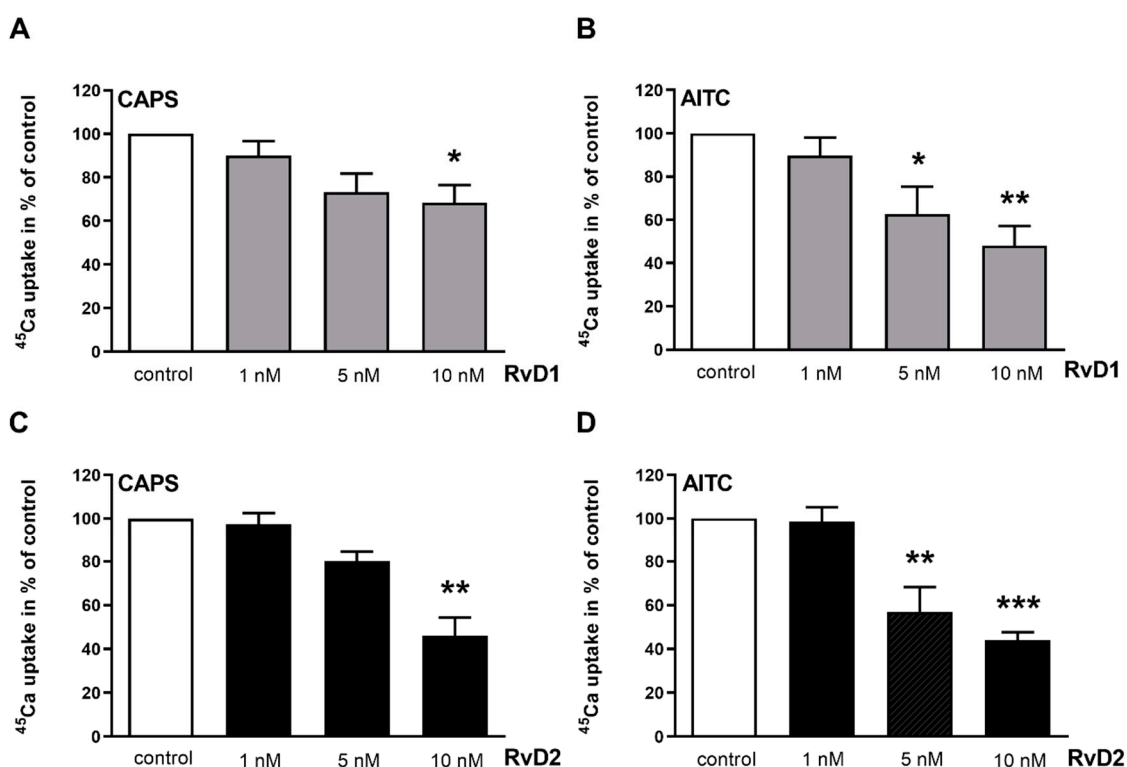 A
⁴⁵Ca uptake in % of control
CAPS
120
100
80
60
40
20
0
*
control 1 nM 5 nM 10 nM RvD1
B
⁴⁵Ca uptake in % of control
AITC
120
100
80
60
40
20
0
*
**
control 1 nM 5 nM 10 nM RvD1
C
⁴⁵Ca uptake in % of control
CAPS
120
100
80
60
40
20
0
**
control 1 nM 5 nM 10 nM RvD2
D
⁴⁵Ca uptake in % of control
AITC
120
100
80
60
40
20
0
**
***
control 1 nM 5 nM 10 nM RvD2